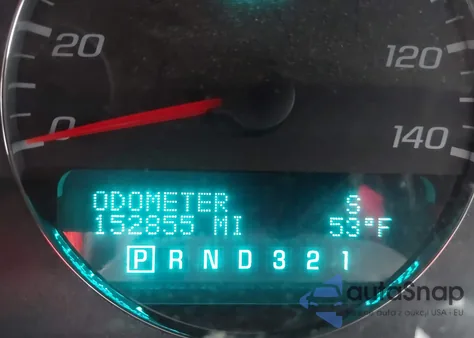 20
120
0
140
ODOMETER S
152855 MI 53°F
P R N D 3 2 1
autoSnap